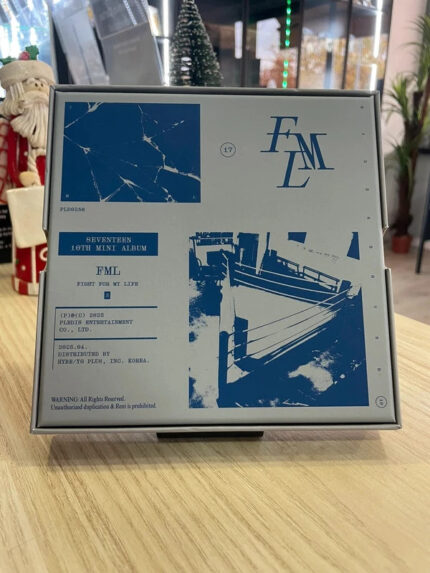 17
FML
PLEDGES
SEVENTEEN
10TH MINI ALBUM
FML
FIGHT FOR MY LIFE
(P)&(C) 2023
PLEDIS ENTERTAINMENT
CO., LTD.
2023.04.
DISTRIBUTED BY
HYBE/YG PLUS, INC. KOREA.
WARNING: All Rights Reserved.
Unauthorized duplication & Rent is prohibited.